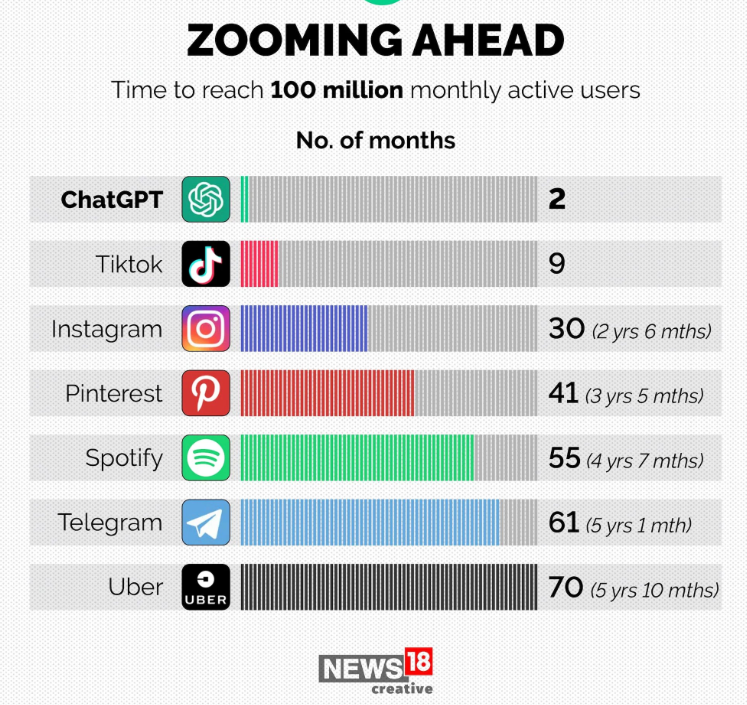 ZOOMING AHEAD
Time to reach 100 million monthly active users
No. of months
ChatGPT 2
Tiktok 9
Instagram 30 (2 yrs 6 mths)
Pinterest 41 (3 yrs 5 mths)
Spotify 55 (4 yrs 7 mths)
Telegram 61 (5 yrs 1 mth)
Uber UBER 70 (5 yrs 10 mths)
NEWS18
creative